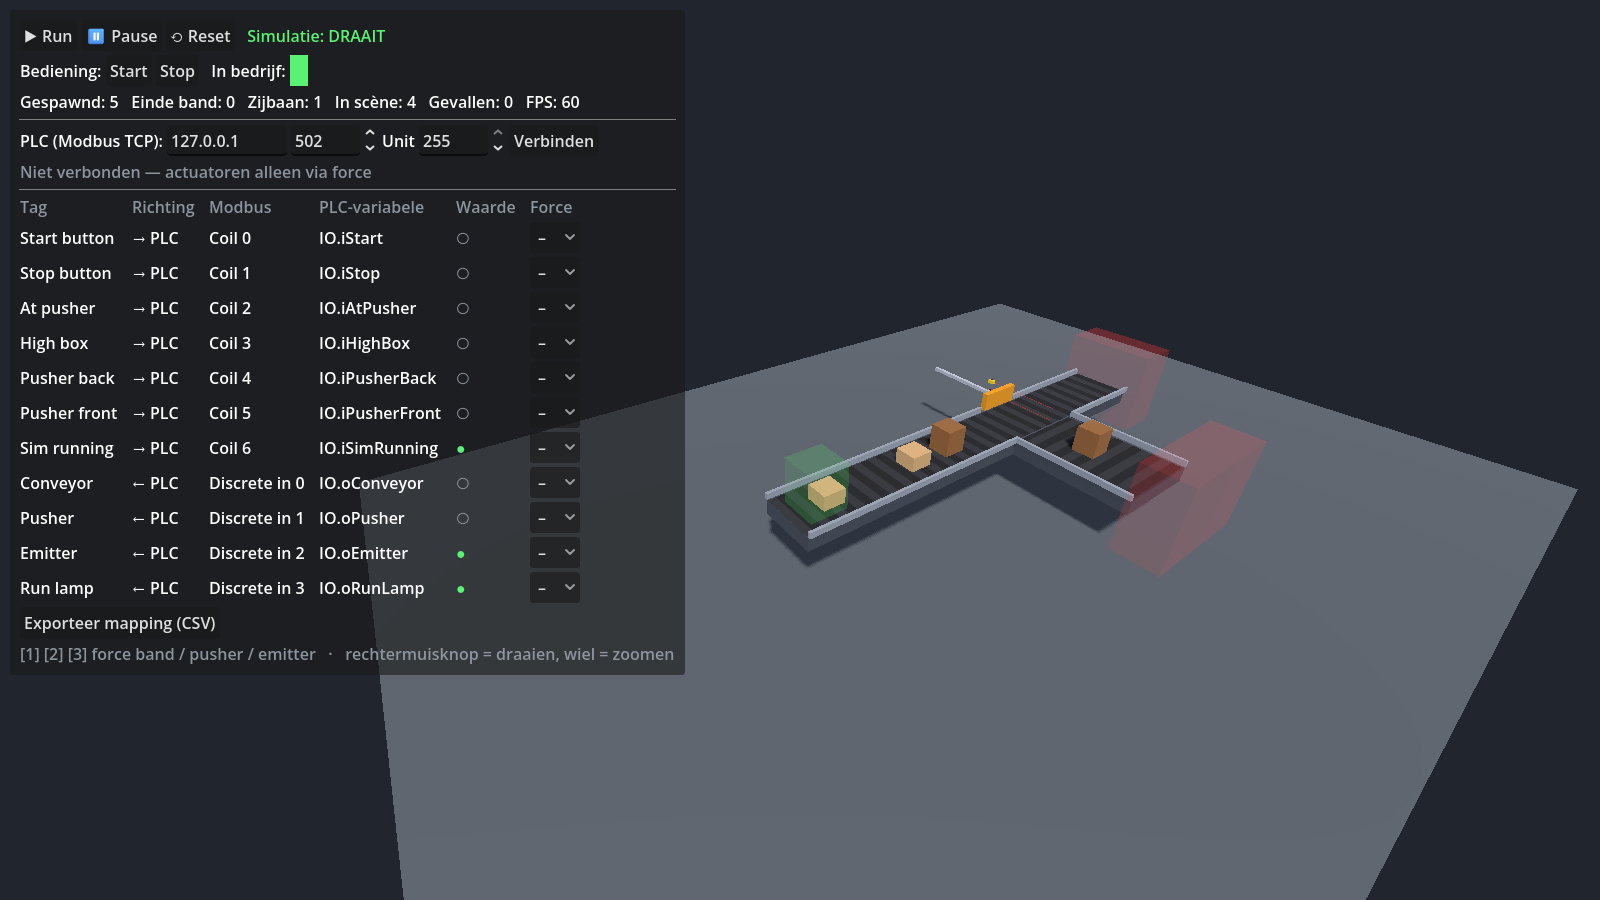 ▶ Run ⏸ Pause ⟲ Reset Simulatie: DRAAIT
Bediening: Start Stop In bedrijf:
Gespawnd: 5 Einde band: 0 Zijbaan: 1 In scène: 4 Gevallen: 0 FPS: 60
PLC (Modbus TCP): 127.0.0.1 502 Unit 255 Verbinden
Niet verbonden — actuatoren alleen via force
Tag Richting Modbus PLC-variabele Waarde Force
Start button → PLC Coil 0 IO.iStart ○ –
Stop button → PLC Coil 1 IO.iStop ○ –
At pusher → PLC Coil 2 IO.iAtPusher ○ –
High box → PLC Coil 3 IO.iHighBox ○ –
Pusher back → PLC Coil 4 IO.iPusherBack ○ –
Pusher front → PLC Coil 5 IO.iPusherFront ○ –
Sim running → PLC Coil 6 IO.iSimRunning ● –
Conveyor ← PLC Discrete in 0 IO.oConveyor ○ –
Pusher ← PLC Discrete in 1 IO.oPusher ○ –
Emitter ← PLC Discrete in 2 IO.oEmitter ● –
Run lamp ← PLC Discrete in 3 IO.oRunLamp ● –
Exporteer mapping (CSV)
[1] [2] [3] force band / pusher / emitter · rechtermuisknop = draaien, wiel = zoomen